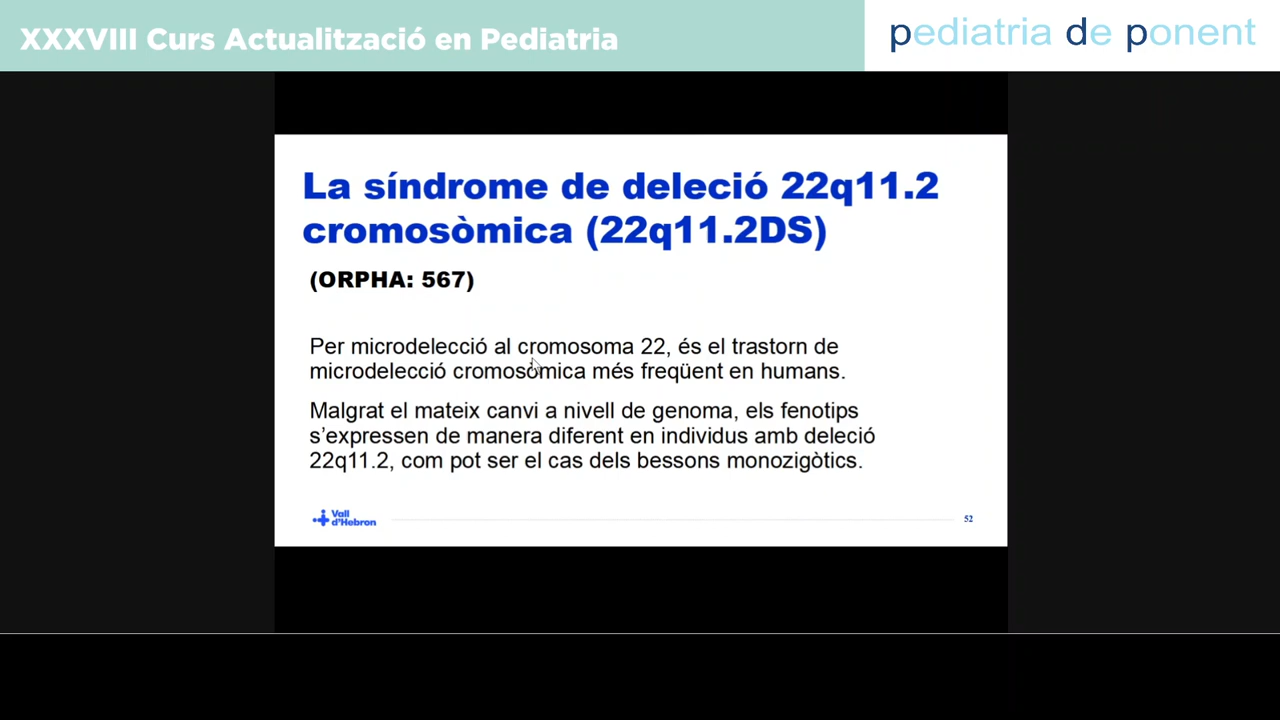 XXXVIII Curs Actualització en Pediatria
pediatria de ponent
La síndrome de deleció 22q11.2
cromosòmica (22q11.2DS)
(ORPHA: 567)
Per microdelecció al cromosoma 22, és el trastorn de
microdelecció cromosòmica més freqüent en humans.
Malgrat el mateix canvi a nivell de genoma, els fenotips
s'expressen de manera diferent en individus amb deleció
22q11.2, com pot ser el cas dels bessons monozigòtics.
Vall
d'Hebron
52